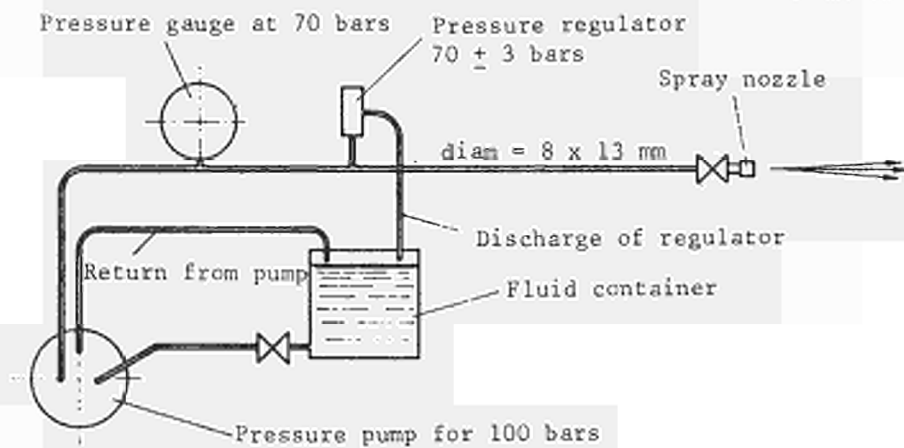 Pressure gauge at 70 bars
Pressure regulator
70 ± 3 bars
Spray nozzle
diam = 8 x 13 mm
Discharge of regulator
Return from pump
Fluid container
Pressure pump for 100 bars